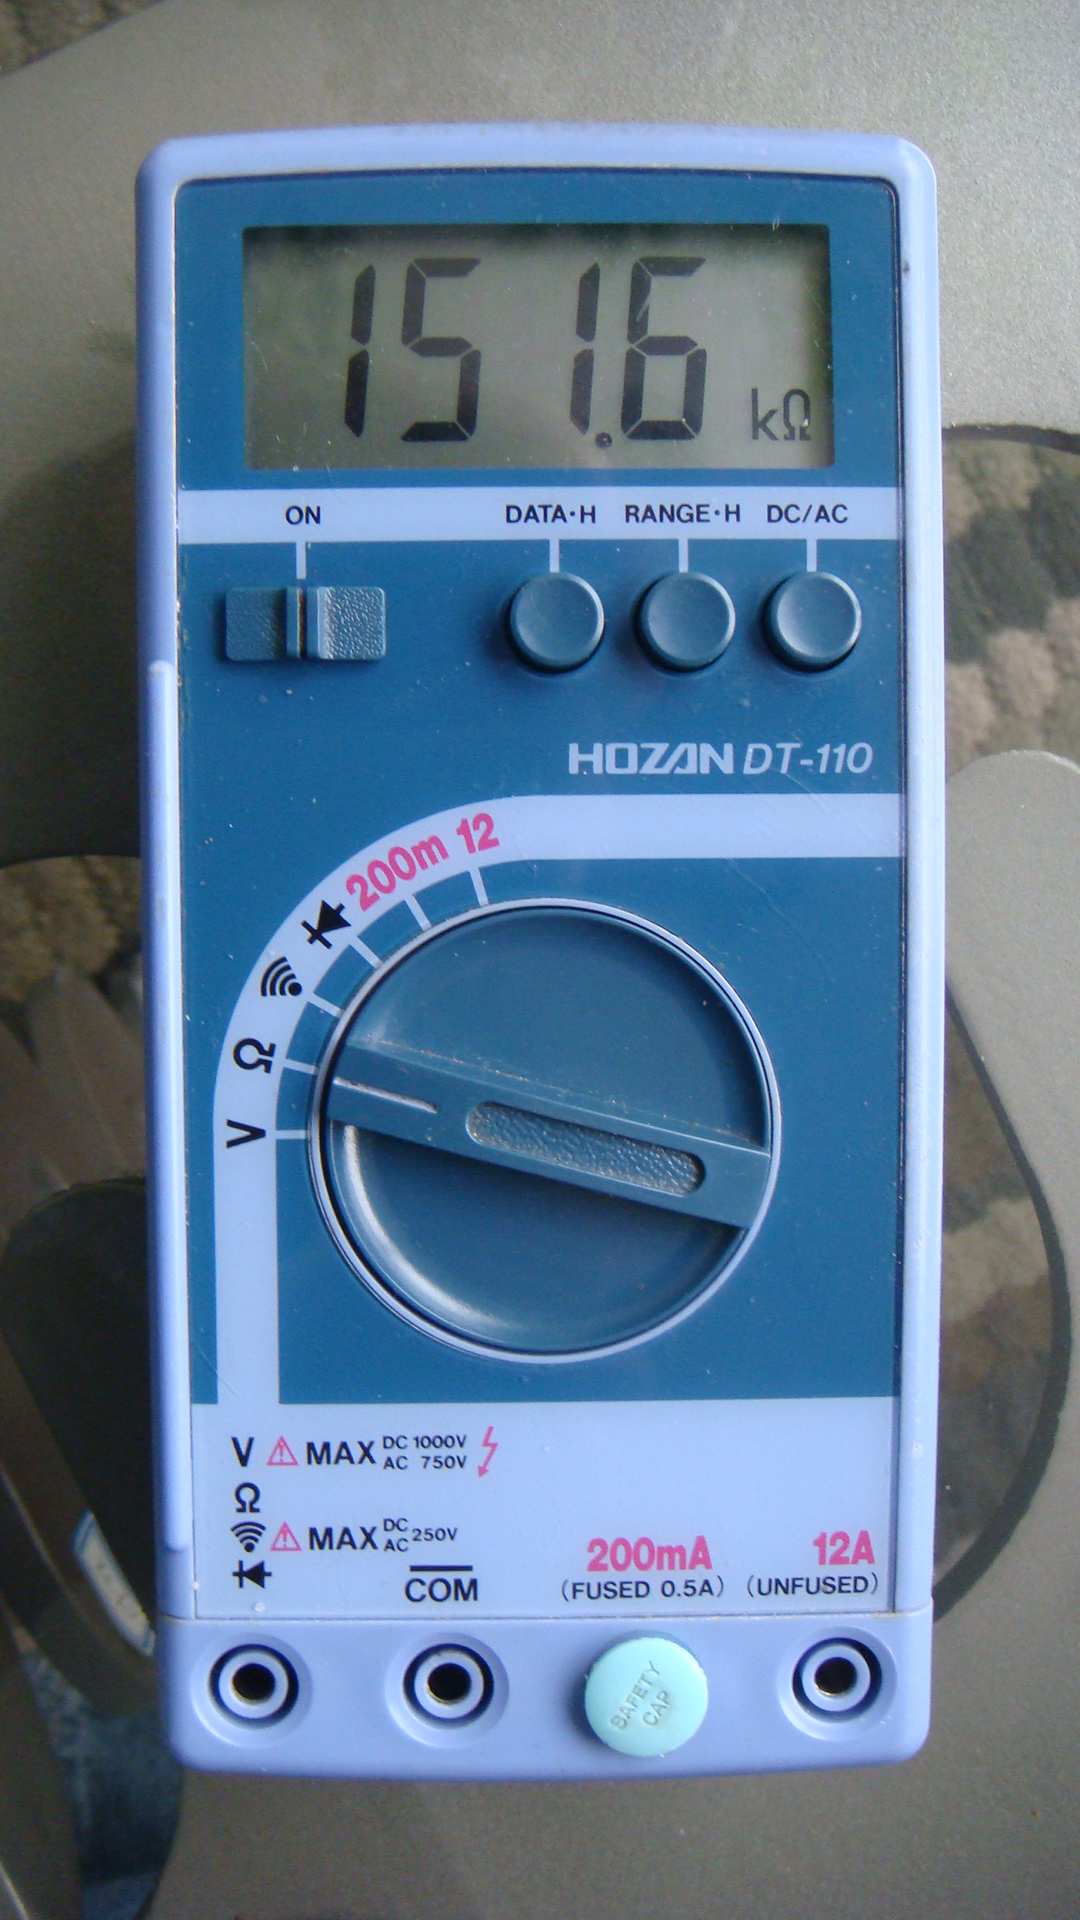 151.6 kΩ
ON DATA·H RANGE·H DC/AC
HOZAN DT-110
200m 12
Ω
V
V ⚠ MAX DC 1000V
AC 750V
Ω
⚠ MAX DC
AC 250V
COM
200mA
(FUSED 0.5A)
12A
(UNFUSED)
SAFETY
CAP